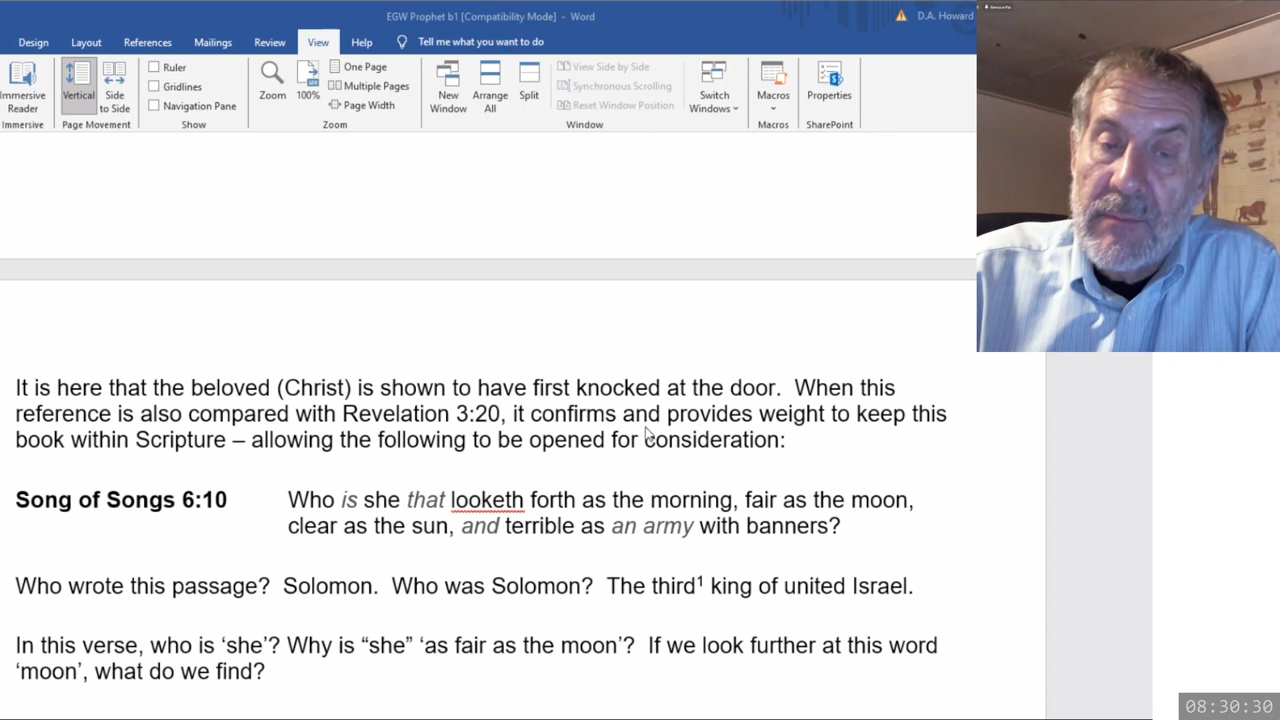 EGW Prophet b1 [Compatibility Mode] - Word
D.A. Howard
Design Layout References Mailings Review View Help Tell me what you want to do
Immersive Reader
Vertical
Side to Side
Ruler
Gridlines
Navigation Pane
Zoom
100%
One Page
Multiple Pages
Page Width
New Window
Arrange All
Split
View Side by Side
Synchronous Scrolling
Reset Window Position
Switch Windows
Macros
Properties
Immersive Page Movement Show Zoom Window Macros SharePoint
It is here that the beloved (Christ) is shown to have first knocked at the door. When this
reference is also compared with Revelation 3:20, it confirms and provides weight to keep this
book within Scripture – allowing the following to be opened for consideration:
Song of Songs 6:10 Who is she that looketh forth as the morning, fair as the moon,
clear as the sun, and terrible as an army with banners?
Who wrote this passage? Solomon. Who was Solomon? The third¹ king of united Israel.
In this verse, who is ‘she’? Why is “she” ‘as fair as the moon’? If we look further at this word
‘moon’, what do we find?
08:30:30